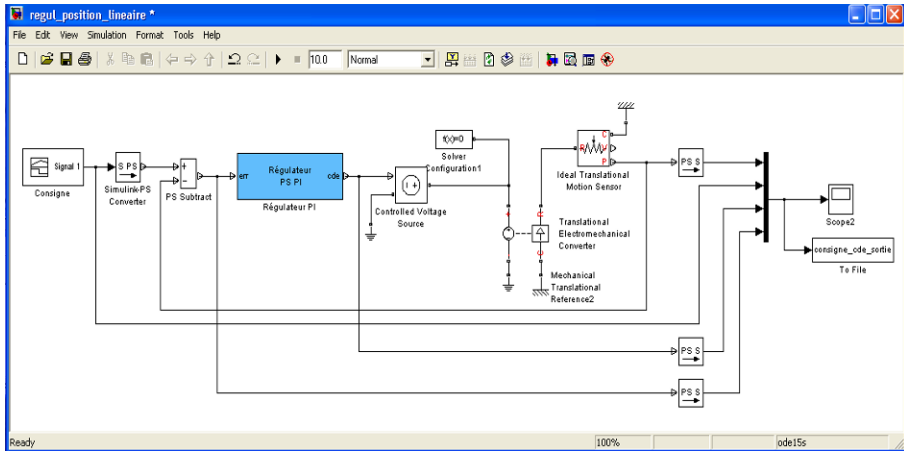 regul_position_lineaire *
File Edit View Simulation Format Tools Help
10.0 Normal
f(x)=0
Solver
Configuration1
Signal 1
Consigne
S PS
Simulink-PS
Converter
+
−
PS Subtract
err
Régulateur
PS PI
cde
Régulateur PI
Controlled Voltage
Source
C
R
V
P
Ideal Translational
Motion Sensor
PS S
Translational
Electromechanical
Converter
Mechanical
Translational
Reference2
Scope2
consigne_cde_sortie
To File
PS S
PS S
Ready
100%
ode15s